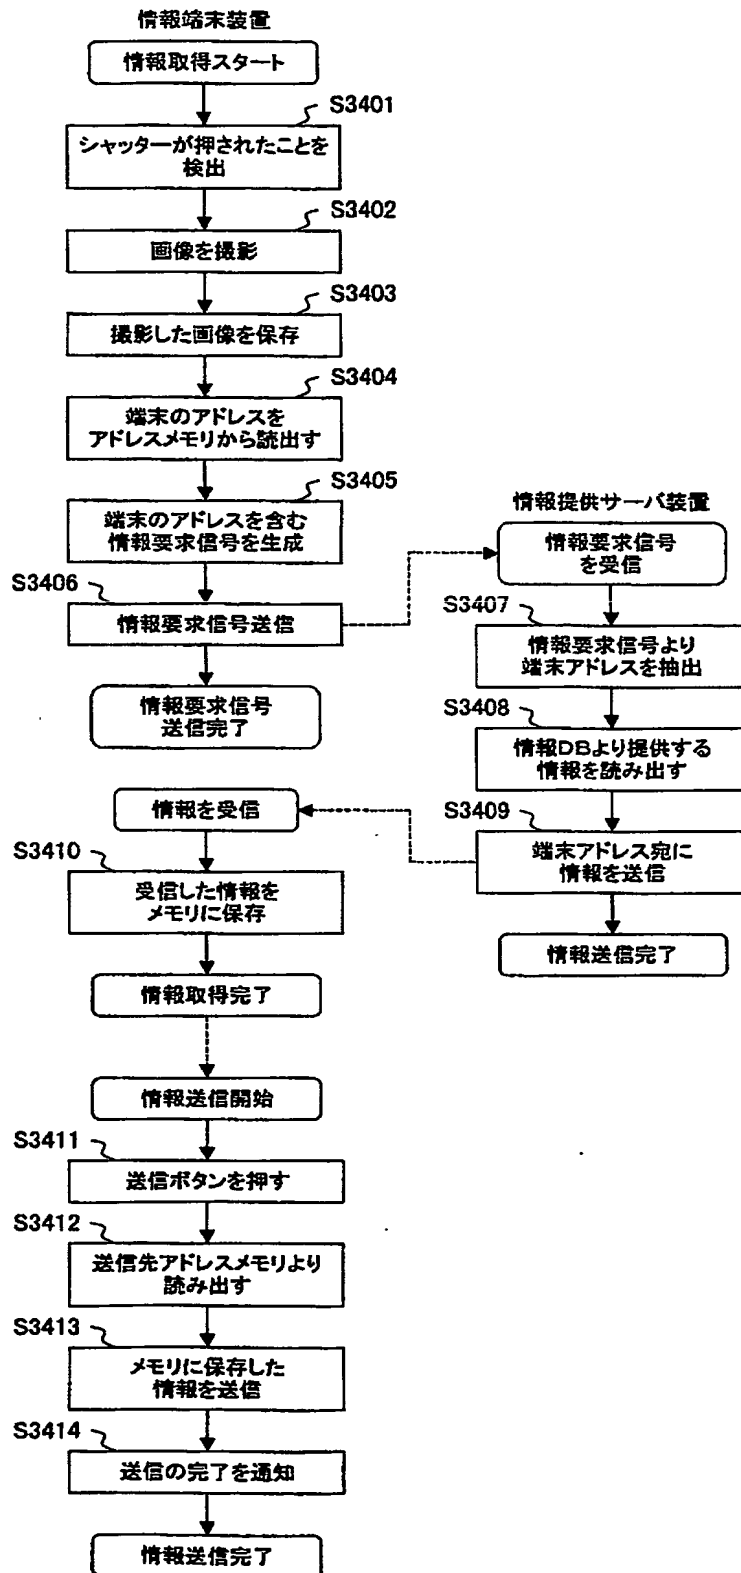 情報端末装置
情報取得スタート
S3401
シャッターが押されたことを
検出
S3402
画像を撮影
S3403
撮影した画像を保存
S3404
端末のアドレスを
アドレスメモリから読出す
S3405
端末のアドレスを含む
情報要求信号を生成
S3406
情報要求信号送信
情報要求信号
送信完了
情報提供サーバ装置
情報要求信号
を受信
S3407
情報要求信号より
端末アドレスを抽出
S3408
情報DBより提供する
情報を読み出す
S3409
端末アドレス宛に
情報を送信
情報送信完了
情報を受信
S3410
受信した情報を
メモリに保存
情報取得完了
情報送信開始
S3411
送信ボタンを押す
S3412
送信先アドレスメモリより
読み出す
S3413
メモリに保存した
情報を送信
S3414
送信の完了を通知
情報送信完了